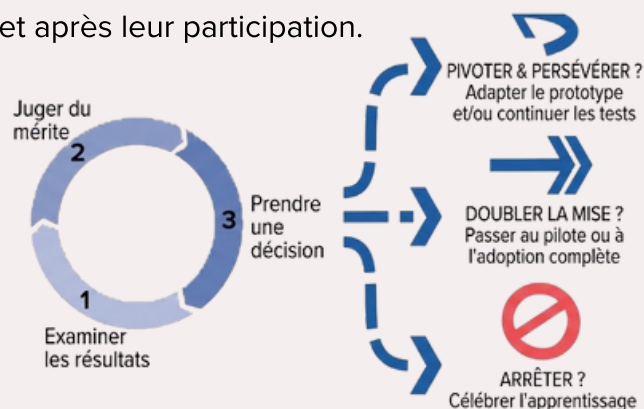 et après leur participation.
Juger du
mérite
2
3
Prendre
une
décision
1
Examiner
les résultats
PIVOTER & PERSÉVÉRER ?
Adapter le prototype
et/ou continuer les tests
DOUBLER LA MISE ?
Passer au pilote ou à
l'adoption complète
ARRÊTER ?
Célébrer l'apprentissage